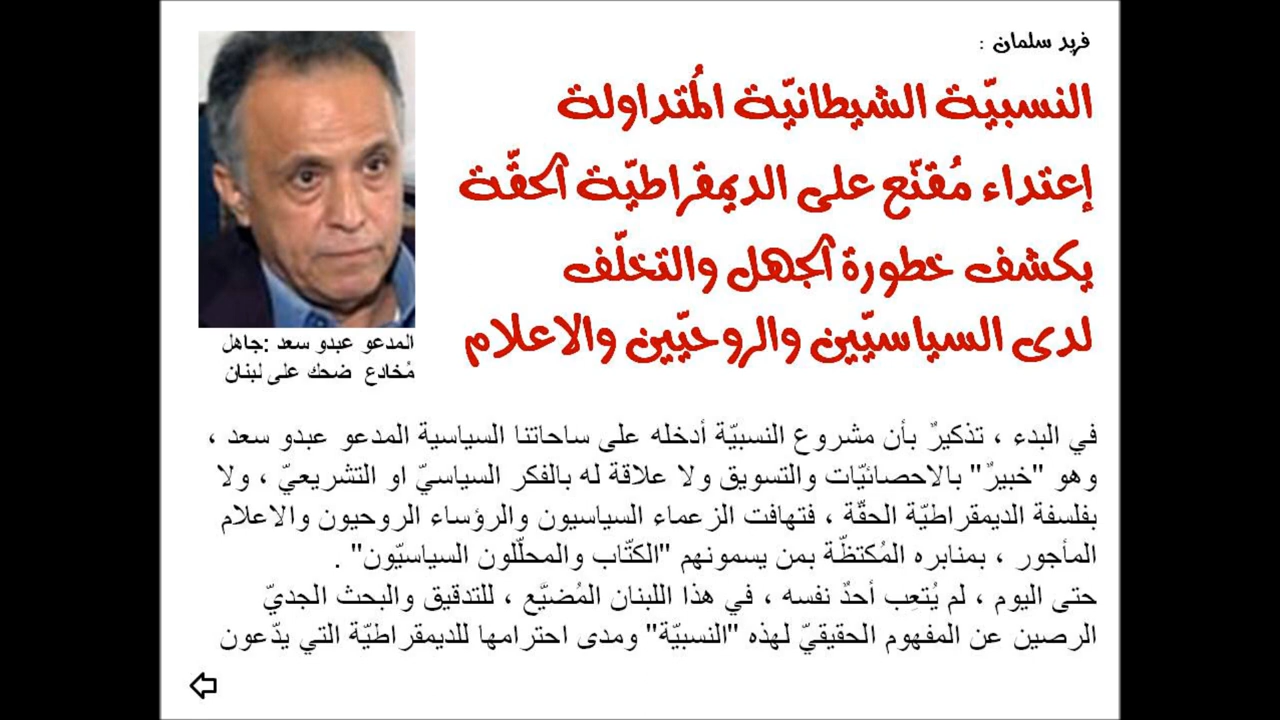 فريد سلمان :
النسبيّة الشيطانيّة المُتداولة
إعتداء مُقنّع على الديمقراطيّة الحقّة
يكشف خطورة الجهل والتخلّف
لدى السياسيّين والروحيّين والاعلام
المدعو عبدو سعد :جاهل
مُخادع ضحك على لبنان
في البدء ، تذكيرٌ بأن مشروع النسبيّة أدخله على ساحاتنا السياسية المدعو عبدو سعد ،
وهو "خبيرٌ" بالاحصائيّات والتسويق ولا علاقة له بالفكر السياسيّ او التشريعيّ ، ولا
بفلسفة الديمقراطيّة الحقّة ، فتهافت الزعماء السياسيون والرؤساء الروحيون والاعلام
المأجور ، بمنابره المُكتظّة بمن يسمونهم "الكتّاب والمحلّلون السياسيّون" .
حتى اليوم ، لم يُتعِب أحدٌ نفسه ، في هذا اللبنان المُضيَّع ، للتدقيق والبحث الجديّ
الرصين عن المفهوم الحقيقيّ لهذه "النسبيّة" ومدى احترامها للديمقراطيّة التي يدّعون